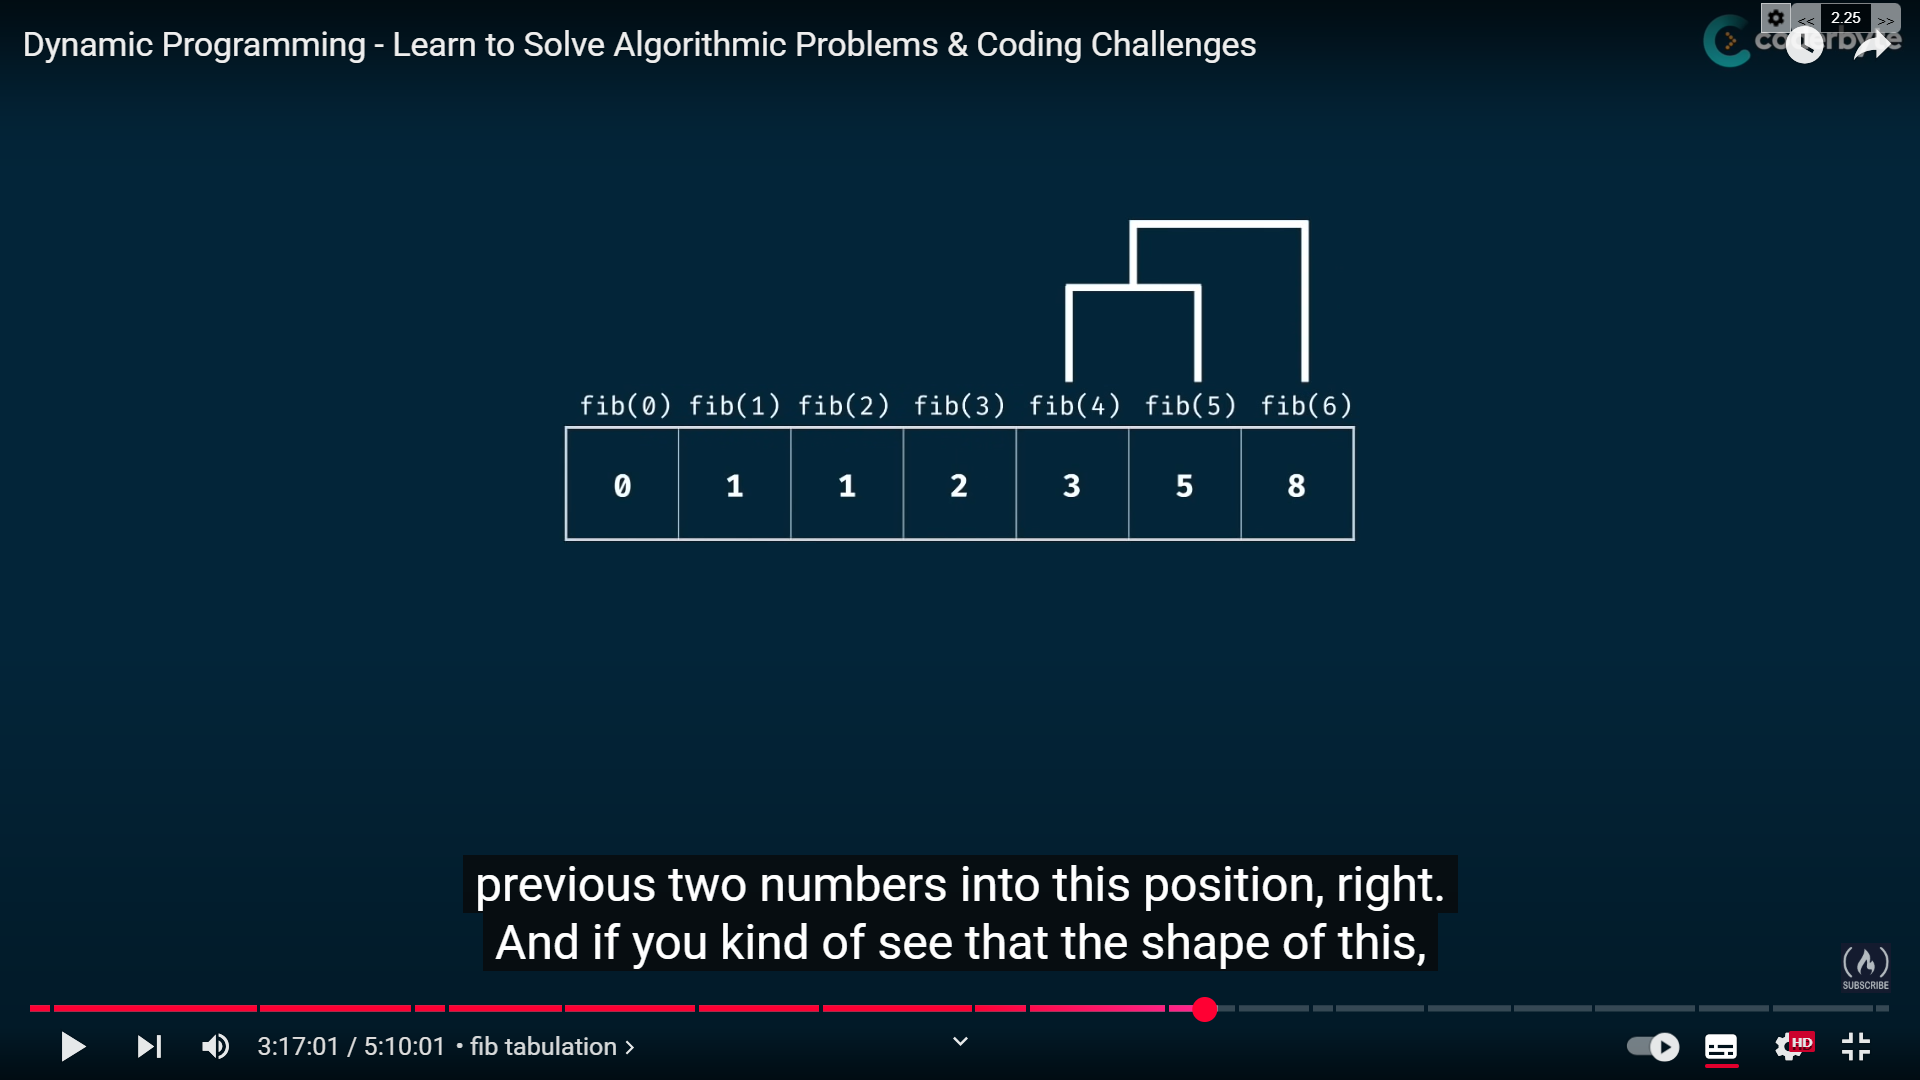 Dynamic Programming - Learn to Solve Algorithmic Problems & Coding Challenges
<< 2.25 >>
fib(0) fib(1) fib(2) fib(3) fib(4) fib(5) fib(6)
0 1 1 2 3 5 8
previous two numbers into this position, right.
And if you kind of see that the shape of this,
SUBSCRIBE
3:17:01 / 5:10:01 • fib tabulation
HD